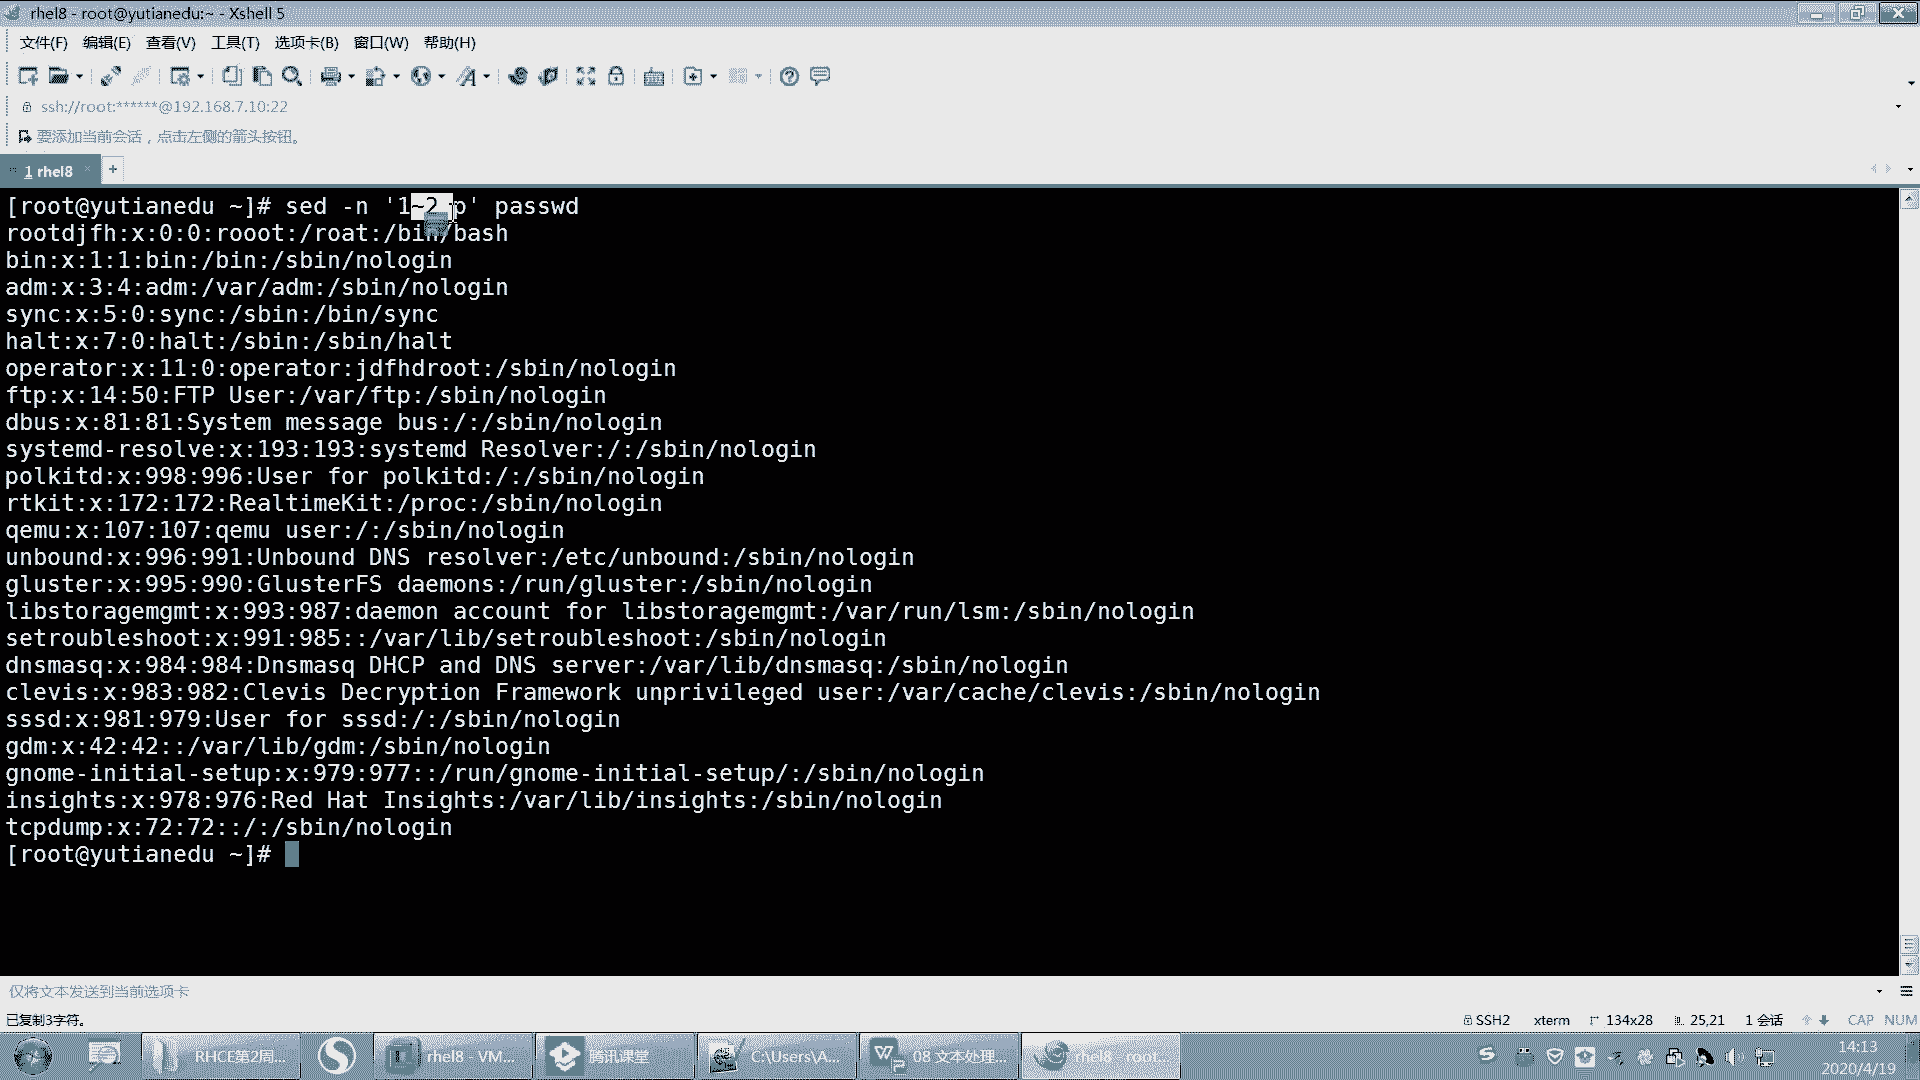 rhel8 - root@yutianedu:~ - Xshell 5
文件(F) 编辑(E) 查看(V) 工具(T) 选项卡(B) 窗口(W) 帮助(H)
ssh://root:******@192.168.7.10:22
要添加当前会话，点击左侧的箭头按钮。
1 rhel8
[root@yutianedu ~]# sed -n '1~2 p' passwd
rootdjfh:x:0:0:rooot:/roat:/bin/bash
bin:x:1:1:bin:/bin:/sbin/nologin
adm:x:3:4:adm:/var/adm:/sbin/nologin
sync:x:5:0:sync:/sbin:/bin/sync
halt:x:7:0:halt:/sbin:/sbin/halt
operator:x:11:0:operator:jdfhdroot:/sbin/nologin
ftp:x:14:50:FTP User:/var/ftp:/sbin/nologin
dbus:x:81:81:System message bus:/:/sbin/nologin
systemd-resolve:x:193:193:systemd Resolver:/:/sbin/nologin
polkitd:x:998:996:User for polkitd:/:/sbin/nologin
rtkit:x:172:172:RealtimeKit:/proc:/sbin/nologin
qemu:x:107:107:qemu user:/:/sbin/nologin
unbound:x:996:991:Unbound DNS resolver:/etc/unbound:/sbin/nologin
gluster:x:995:990:GlusterFS daemons:/run/gluster:/sbin/nologin
libstoragemgmt:x:993:987:daemon account for libstoragemgmt:/var/run/lsm:/sbin/nologin
setroubleshoot:x:991:985::/var/lib/setroubleshoot:/sbin/nologin
dnsmasq:x:984:984:Dnsmasq DHCP and DNS server:/var/lib/dnsmasq:/sbin/nologin
clevis:x:983:982:Clevis Decryption Framework unprivileged user:/var/cache/clevis:/sbin/nologin
sssd:x:981:979:User for sssd:/:/sbin/nologin
gdm:x:42:42::/var/lib/gdm:/sbin/nologin
gnome-initial-setup:x:979:977::/run/gnome-initial-setup/:/sbin/nologin
insights:x:978:976:Red Hat Insights:/var/lib/insights:/sbin/nologin
tcpdump:x:72:72::/:/sbin/nologin
[root@yutianedu ~]#
仅将文本发送到当前选项卡
已复制3字符。 SSH2 xterm 134x28 25,21 1 会话 CAP NUM
RHCE第2周... rhel8 - VM... 腾讯课堂 C:\Users\A... 08 文本处理... rhel8 - root... 14:13
2020/4/19